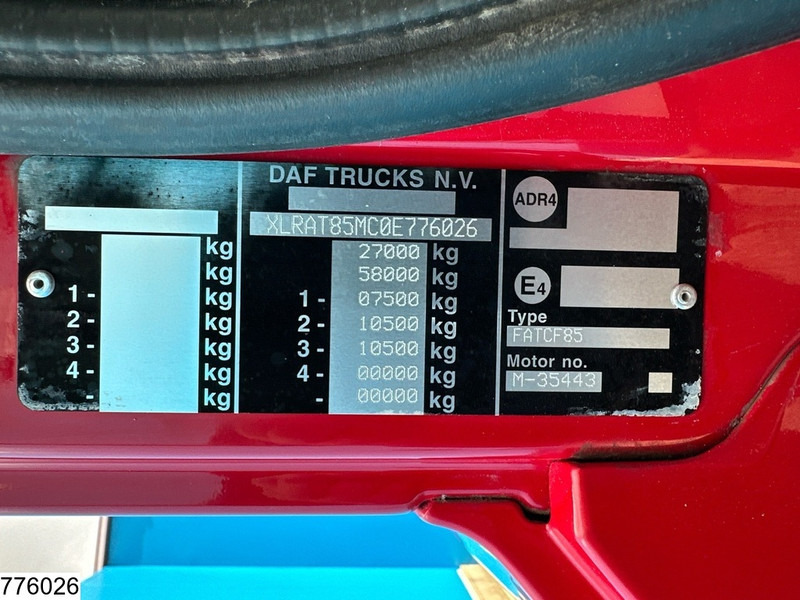 DAF TRUCKS N.V.
XLRAT85MC0E776026
kg
kg
1 - kg
2 - kg
3 - kg
4 - kg
- kg
27000 kg
58000 kg
1 - 07500 kg
2 - 10500 kg
3 - 10500 kg
4 - 00000 kg
- 00000 kg
ADR4
E4
Type
FATCF85
Motor no.
M-35443
776026